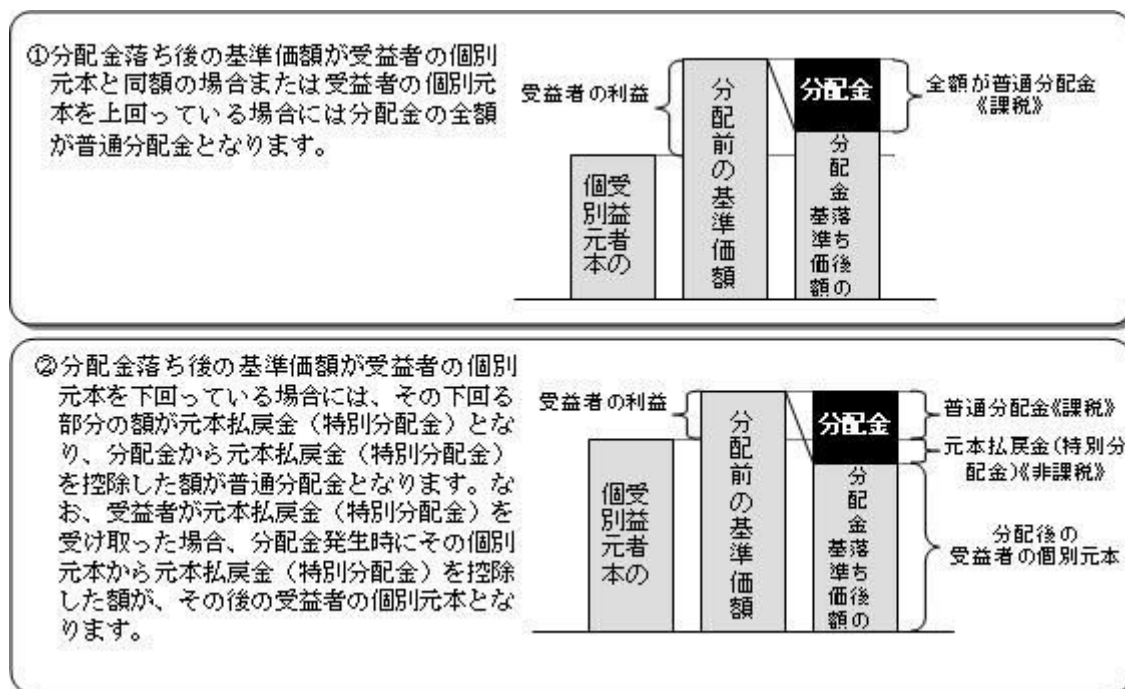 ①分配金落ち後の基準価額が受益者の個別
元本と同額の場合または受益者の個別元
本を上回っている場合には分配金の全額
が普通分配金となります。
受益者の利益
分配前の基準価額
分配金
全額が普通分配金
《課税》
受益者の
個別元本
分配金落ち後の
基準価額
②分配金落ち後の基準価額が受益者の個別
元本を下回っている場合には、その下回る
部分の額が元本払戻金（特別分配金）とな
り、分配金から元本払戻金（特別分配金）
を控除した額が普通分配金となります。な
お、受益者が元本払戻金（特別分配金）を
受け取った場合、分配金発生時にその個別
元本から元本払戻金（特別分配金）を控除
した額が、その後の受益者の個別元本とな
ります。
受益者の利益
分配前の基準価額
分配金
普通分配金《課税》
元本払戻金（特別分
配金）《非課税》
受益者の
個別元本
分配金落ち後の
基準価額
分配後の
受益者の個別元本